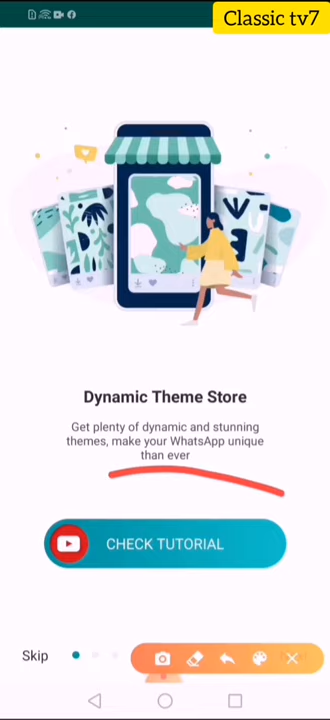 Classic tv7
Dynamic Theme Store
Get plenty of dynamic and stunning
themes, make your WhatsApp unique
than ever
CHECK TUTORIAL
Skip